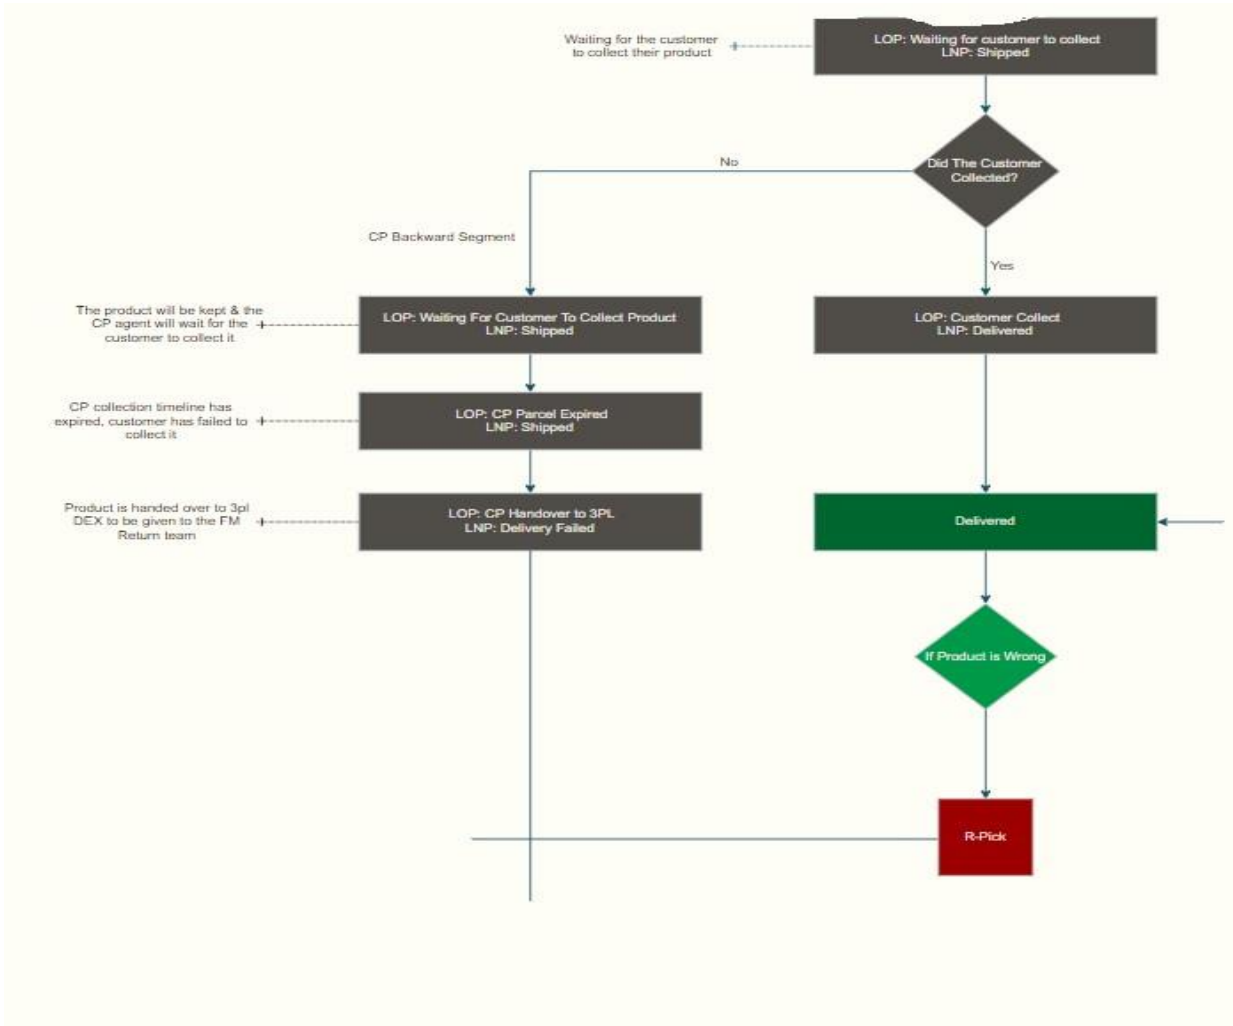 Waiting for the customer
to collect their product
LOP: Waiting for customer to collect
LNP: Shipped
Did The Customer
Collected?
No
Yes
CP Backward Segment
The product will be kept & the
CP agent will wait for the
customer to collect it
LOP: Waiting For Customer To Collect Product
LNP: Shipped
LOP: Customer Collect
LNP: Delivered
CP collection timeline has
expired, customer has failed to
collect it
LOP: CP Parcel Expired
LNP: Shipped
Product is handed over to 3pl
DEX to be given to the FM
Return team
LOP: CP Handover to 3PL
LNP: Delivery Failed
Delivered
If Product is Wrong
R-Pick